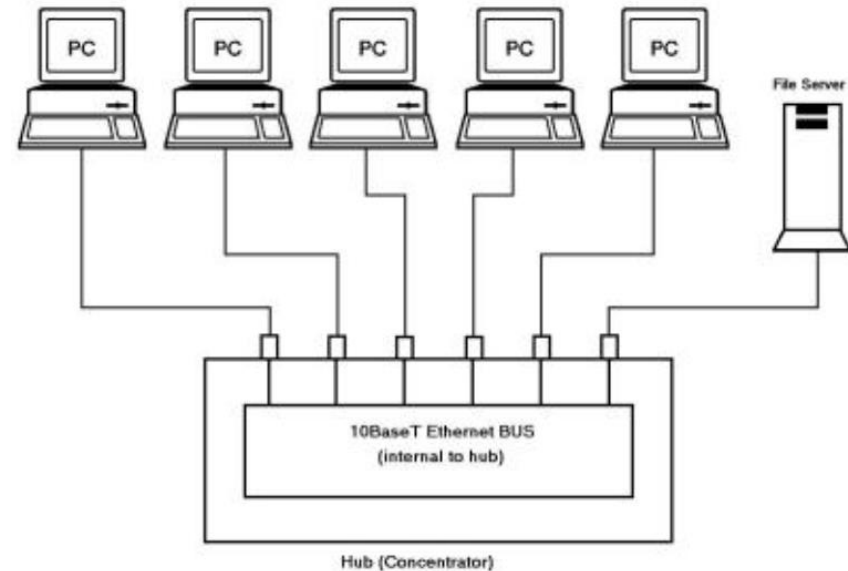 PC
PC
PC
PC
PC
File Server
10BaseT Ethernet BUS
(internal to hub)
Hub (Concentrator)